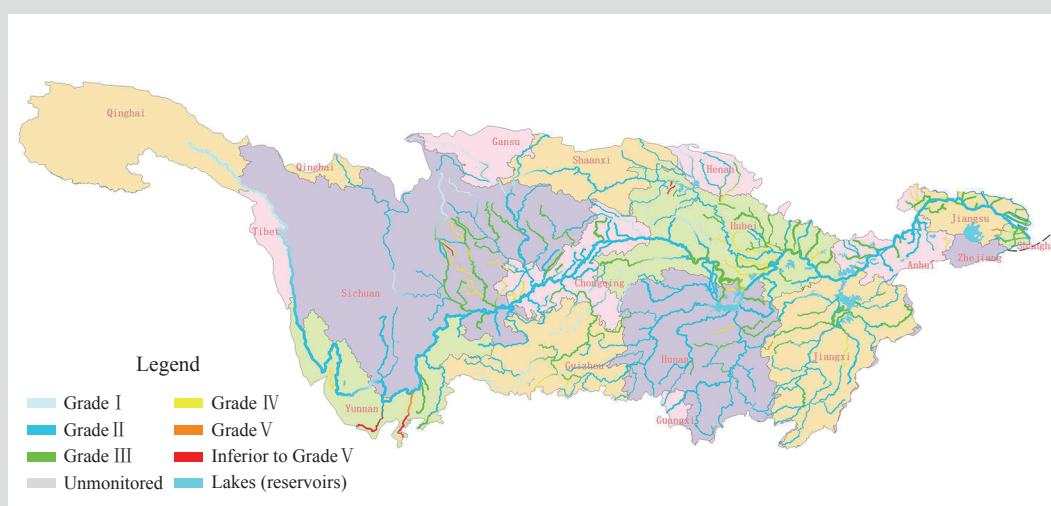 Qinghai
Qinghai
Gansu
Shaanxi
Henan
Tibet
Hubei
Jiangsu
Anhui
Zhejiang
Sichuan
Chongqing
Guizhou
Hunan
Jiangxi
Yunnan
Guangxi
Legend
Grade Ⅰ
Grade Ⅳ
Grade Ⅱ
Grade Ⅴ
Grade Ⅲ
Inferior to Grade Ⅴ
Unmonitored
Lakes (reservoirs)